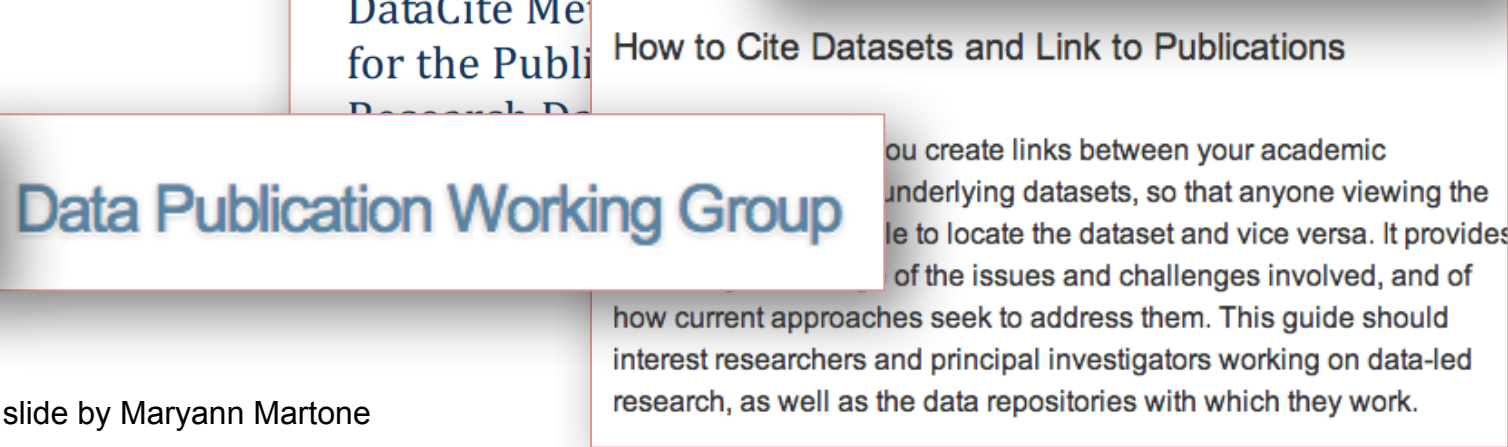 DataCite
for the
How to Cite Datasets and Link to Publications
Data Publication Working Group
create links between your academic
underlying datasets, so that anyone viewing the
to locate the dataset and vice versa. It provides
of the issues and challenges involved, and of
how current approaches seek to address them. This guide should
interest researchers and principal investigators working on data-led
research, as well as the data repositories with which they work.
slide by Maryann Martone